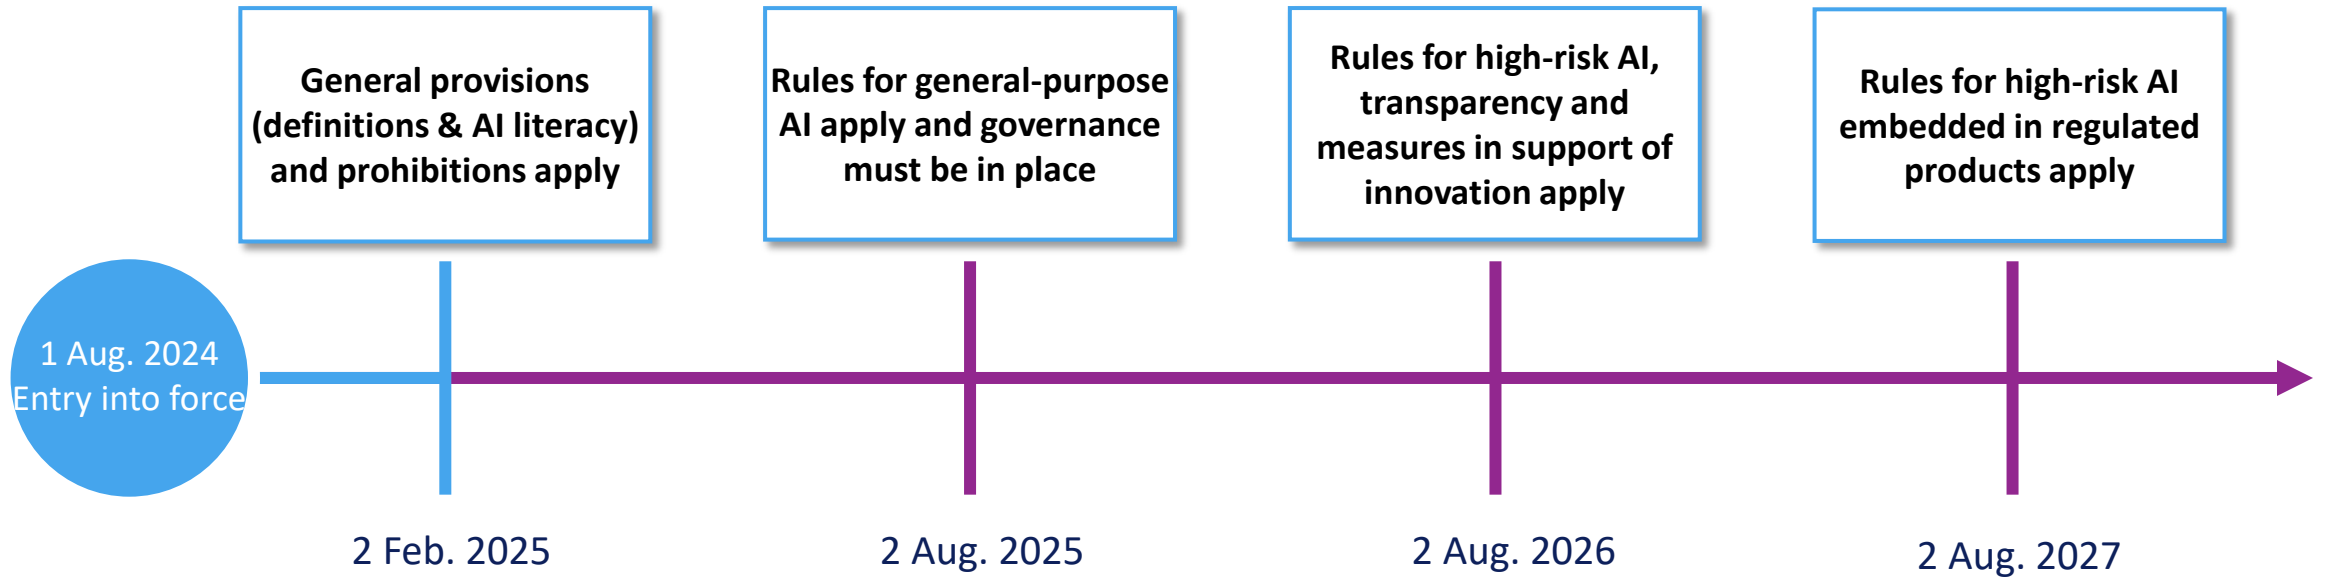 General provisions
(definitions & AI literacy)
and prohibitions apply
Rules for general-purpose
AI apply and governance
must be in place
Rules for high-risk AI,
transparency and
measures in support of
innovation apply
Rules for high-risk AI
embedded in regulated
products apply
1 Aug. 2024
Entry into force
2 Feb. 2025
2 Aug. 2025
2 Aug. 2026
2 Aug. 2027